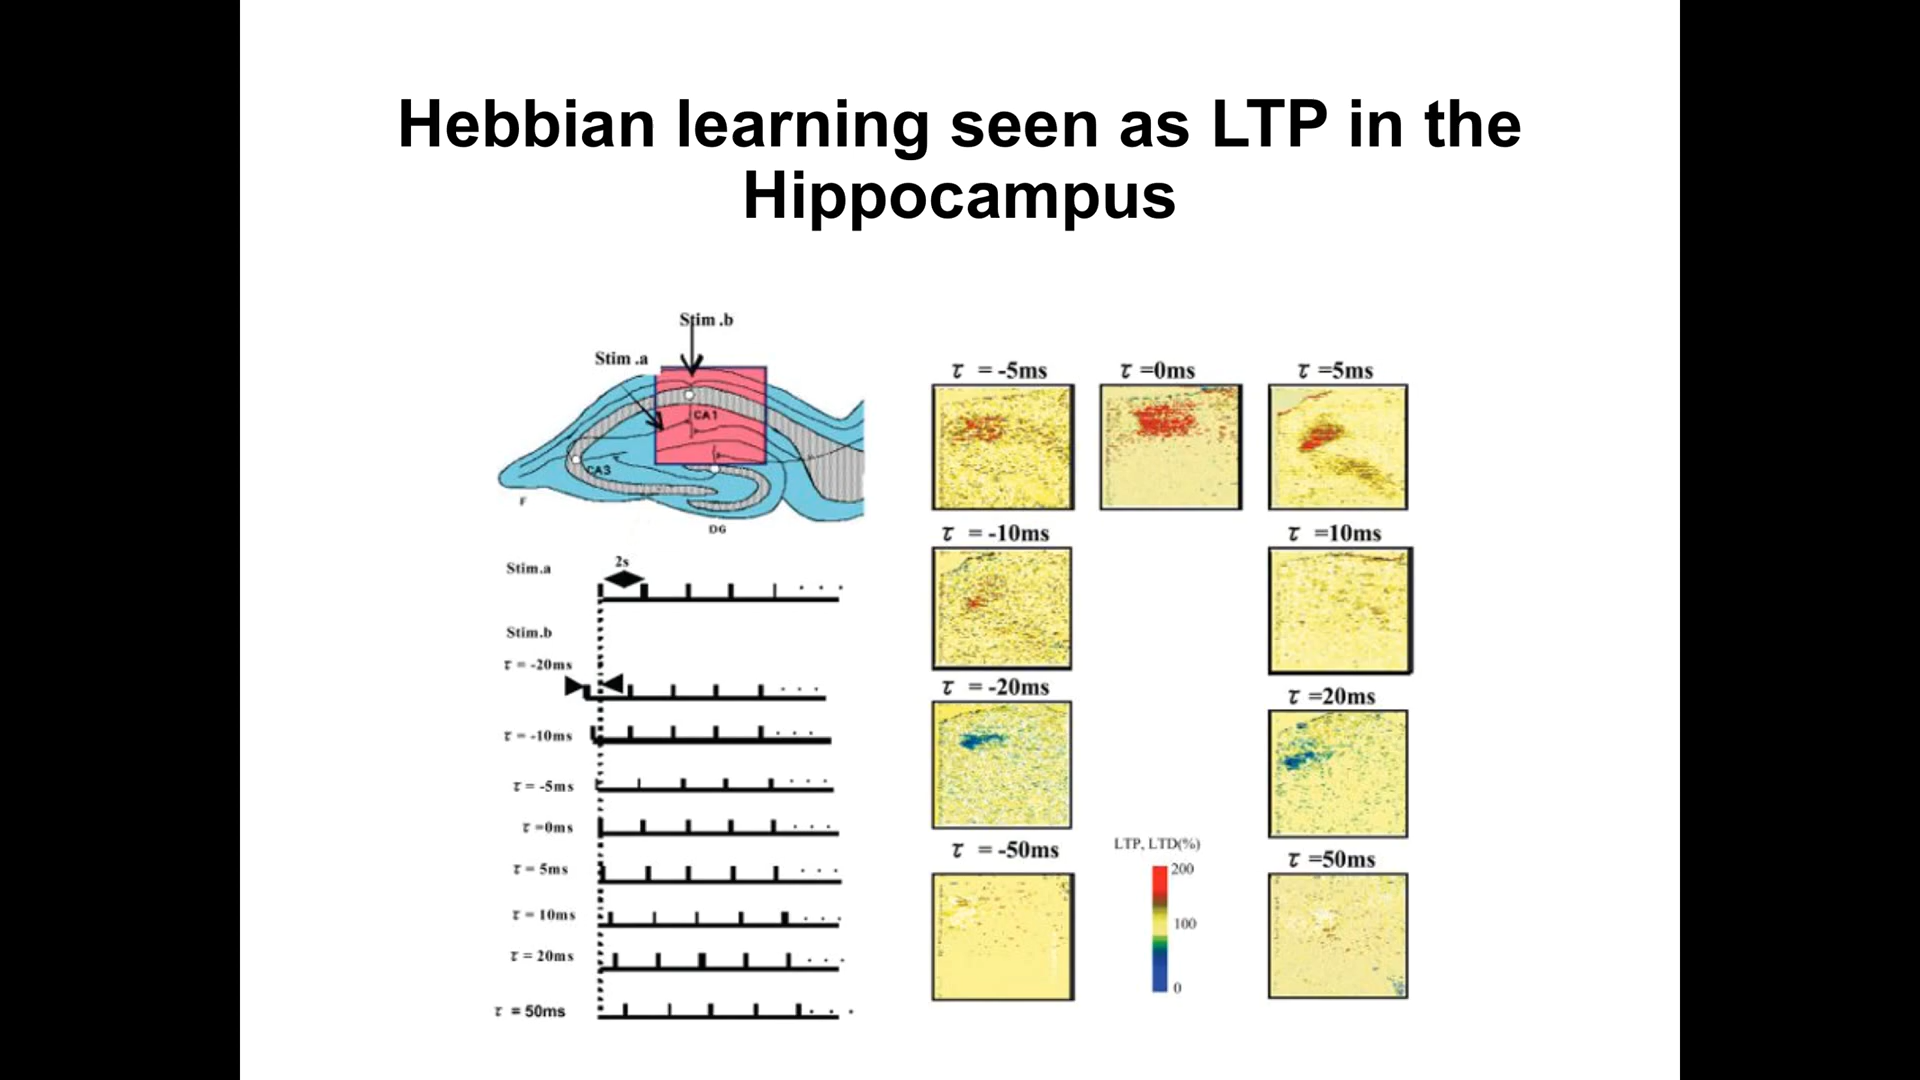 Hebbian learning seen as LTP in the
Hippocampus
Stim.b
Stim.a
CA1
CA3
F
DG
Stim.a
2s
Stim.b
τ = -20ms
τ = -10ms
τ = -5ms
τ =0ms
τ = 5ms
τ = 10ms
τ = 20ms
τ = 50ms
τ = -5ms
τ =0ms
τ =5ms
τ = -10ms
τ =10ms
τ = -20ms
τ =20ms
τ = -50ms
τ =50ms
LTP, LTD(%)
200
100
0